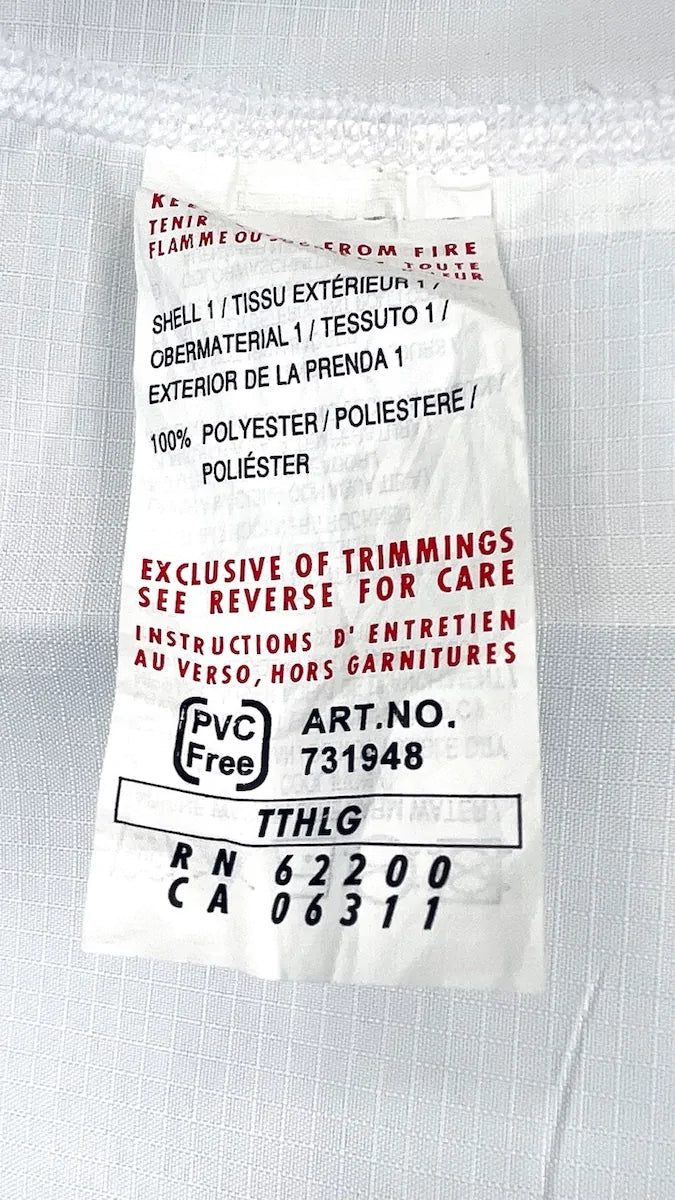 TENIR
FLAMME OU FROM FIRE
TOUTE
SHELL 1 / TISSU EXTÉRIEUR 1 /
OBERMATERIAL 1 / TESSUTO 1 /
EXTERIOR DE LA PRENDA 1
100% POLYESTER / POLIESTERE /
POLIÉSTER
EXCLUSIVE OF TRIMMINGS
SEE REVERSE FOR CARE
INSTRUCTIONS D' ENTRETIEN
AU VERSO, HORS GARNITURES
PVC
Free
ART.NO.
731948
TTHLG
RN 62200
CA 06311